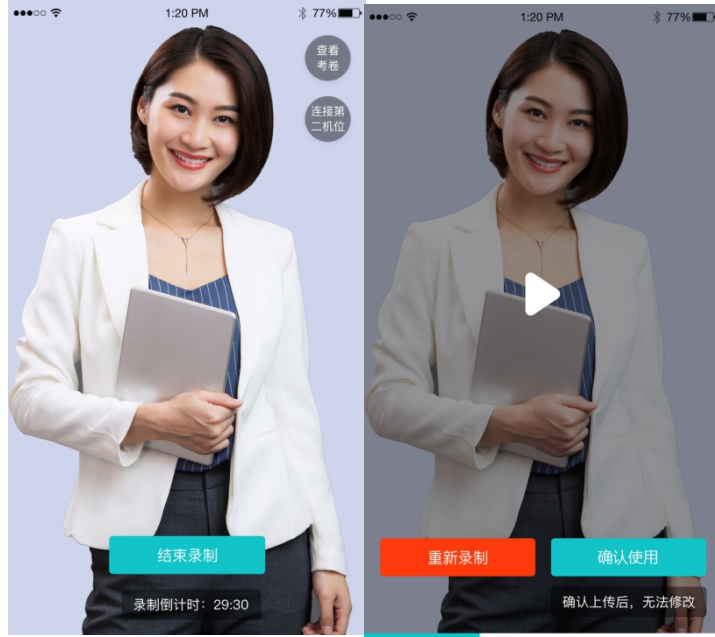 1:20 PM
77%
查看
考卷
连接第
二机位
结束录制
录制倒计时：29:30
1:20 PM
77%
重新录制
确认使用
确认上传后，无法修改